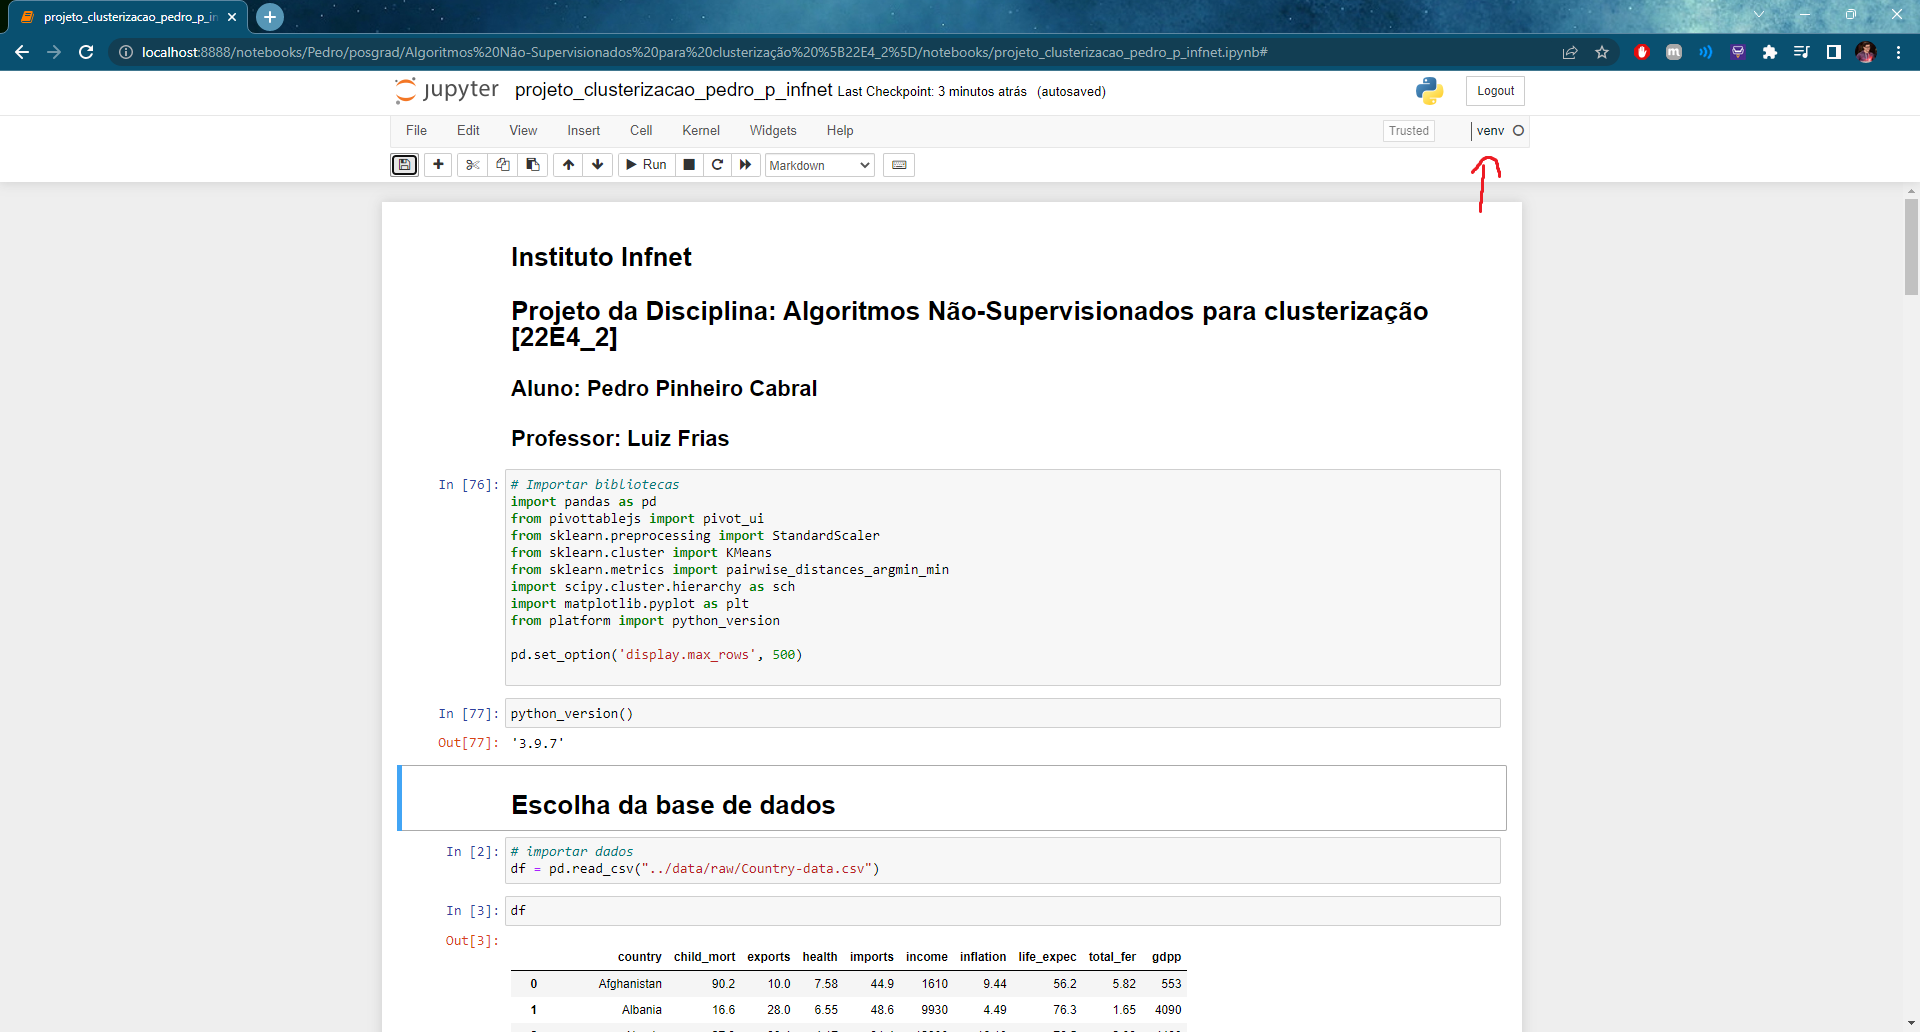 projeto_clusterizacao_pedro_p_in
localhost:8888/notebooks/Pedro/posgrad/Algoritmos%20Não-Supervisionados%20para%20clusterização%20%5B22E4_2%5D/notebooks/projeto_clusterizacao_pedro_p_infnet.ipynb#
jupyter projeto_clusterizacao_pedro_p_infnet Last Checkpoint: 3 minutos atrás (autosaved) Logout
File Edit View Insert Cell Kernel Widgets Help Trusted venv
Run Markdown
Instituto Infnet
Projeto da Disciplina: Algoritmos Não-Supervisionados para clusterização
[22E4_2]
Aluno: Pedro Pinheiro Cabral
Professor: Luiz Frias
In [76]: # Importar bibliotecas
import pandas as pd
from pivottablejs import pivot_ui
from sklearn.preprocessing import StandardScaler
from sklearn.cluster import KMeans
from sklearn.metrics import pairwise_distances_argmin_min
import scipy.cluster.hierarchy as sch
import matplotlib.pyplot as plt
from platform import python_version
pd.set_option('display.max_rows', 500)
In [77]: python_version()
Out[77]: '3.9.7'
Escolha da base de dados
In [2]: # importar dados
df = pd.read_csv("../data/raw/Country-data.csv")
In [3]: df
Out[3]:
country child_mort exports health imports income inflation life_expec total_fer gdpp
0 Afghanistan 90.2 10.0 7.58 44.9 1610 9.44 56.2 5.82 553
1 Albania 16.6 28.0 6.55 48.6 9930 4.49 76.3 1.65 4090